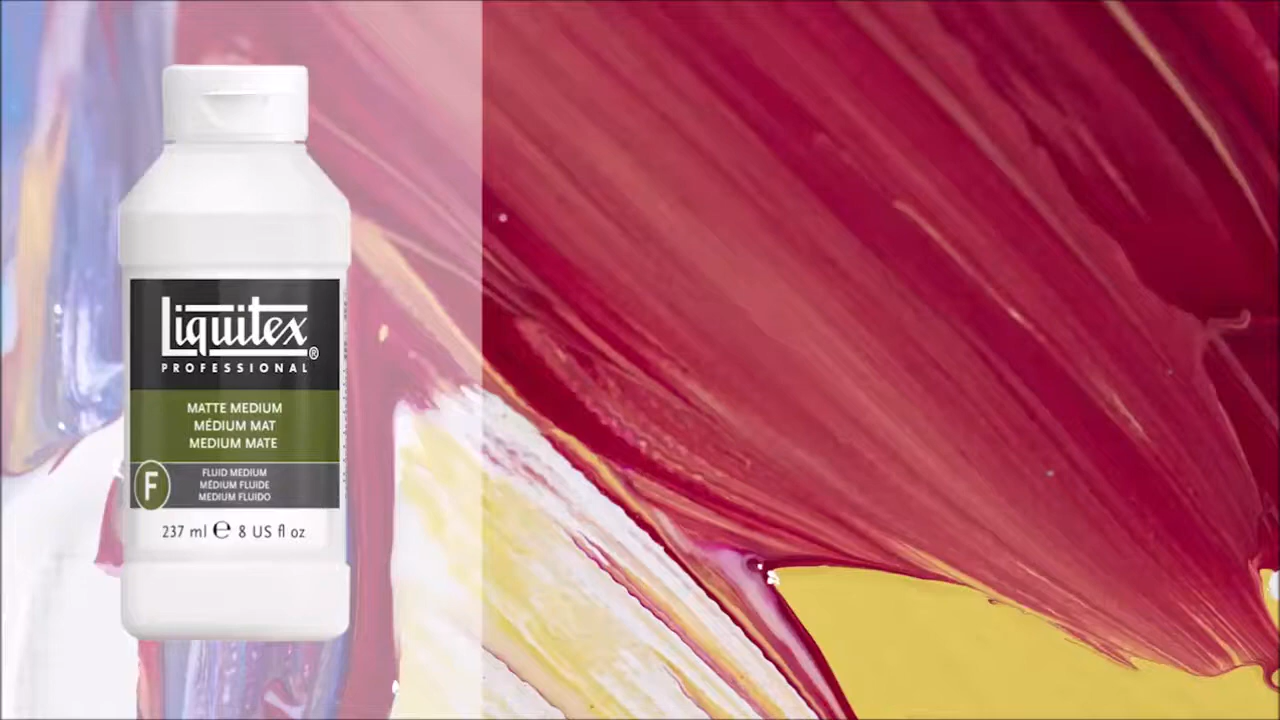 Liquitex®
PROFESSIONAL
MATTE MEDIUM
MÉDIUM MAT
MEDIUM MATE
F
FLUID MEDIUM
MÉDIUM FLUIDE
MEDIUM FLUIDO
237 ml ℮ 8 US fl oz